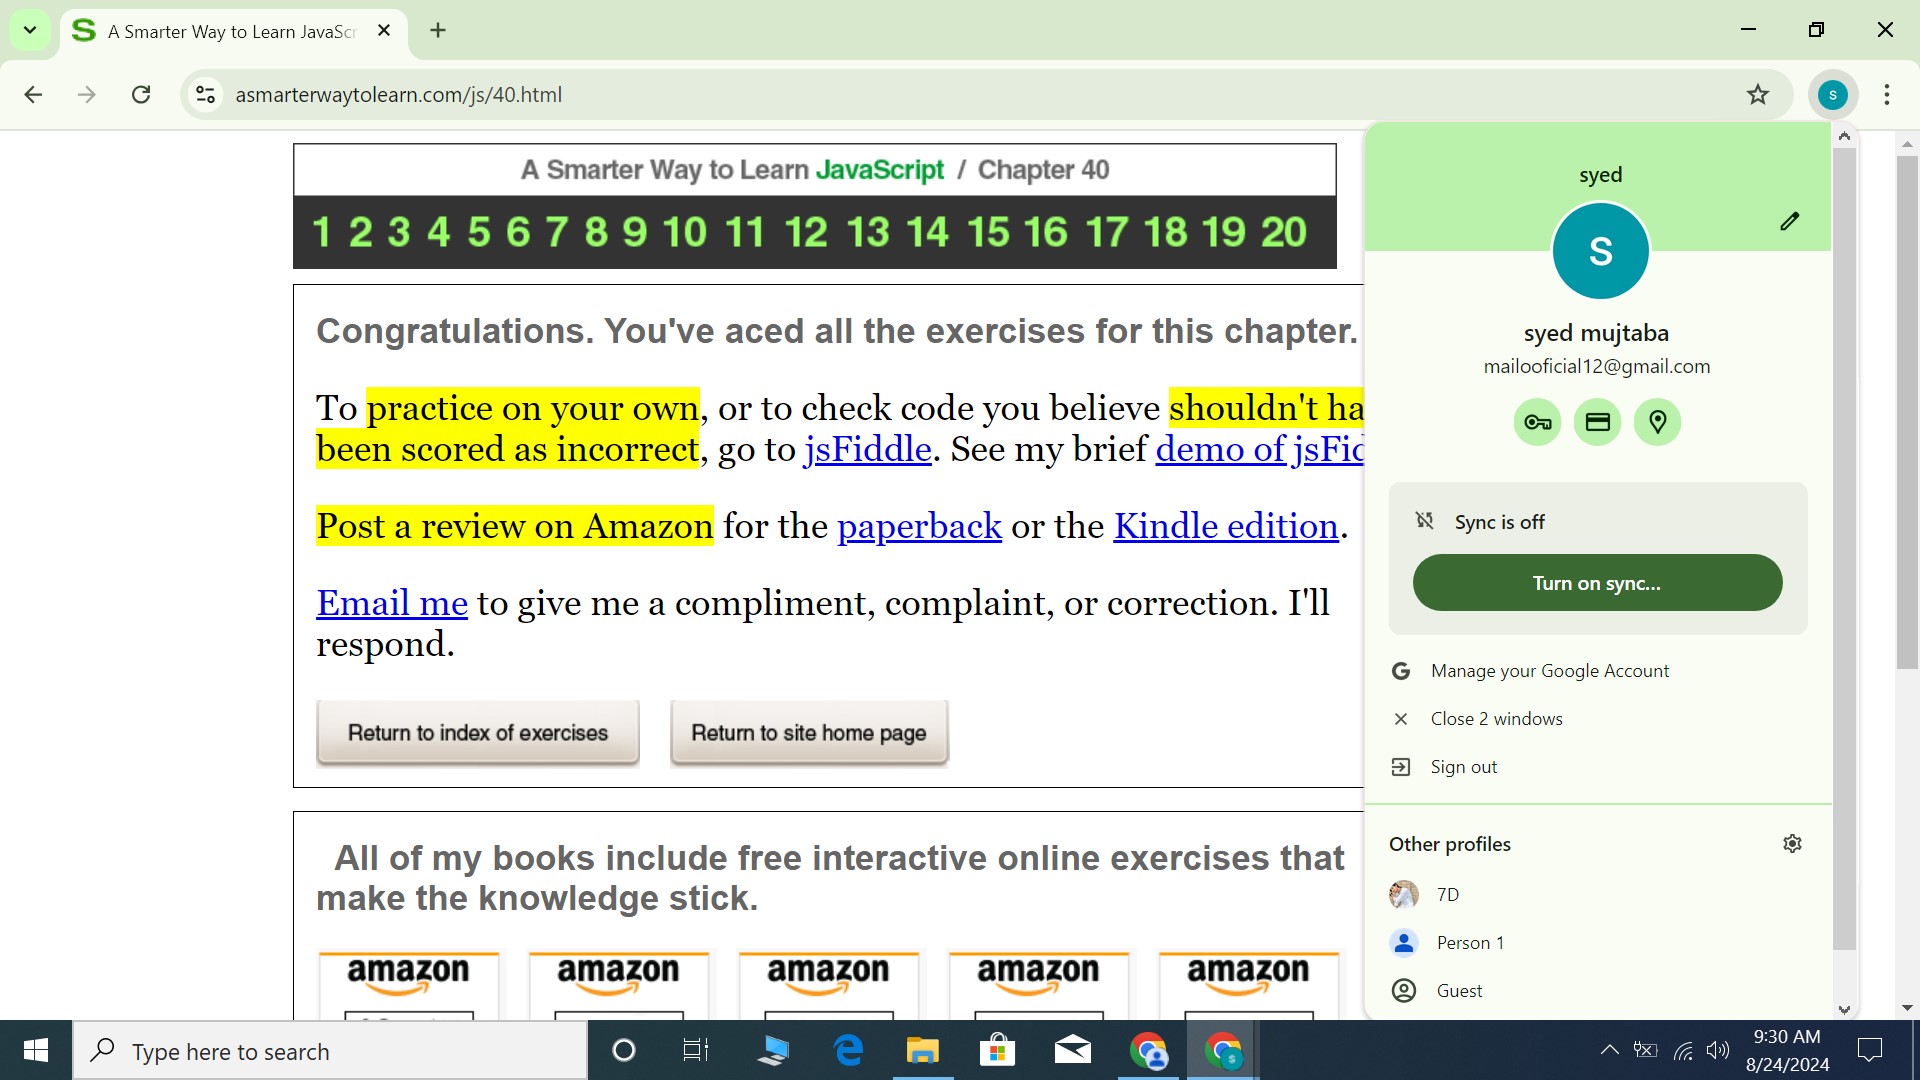 A Smarter Way to Learn JavaScr
asmarterwaytolearn.com/js/40.html
S
A Smarter Way to Learn JavaScript / Chapter 40
1 2 3 4 5 6 7 8 9 10 11 12 13 14 15 16 17 18 19 20
Congratulations. You've aced all the exercises for this chapter.
To practice on your own, or to check code you believe shouldn't ha
been scored as incorrect, go to jsFiddle. See my brief demo of jsFid
Post a review on Amazon for the paperback or the Kindle edition.
Email me to give me a compliment, complaint, or correction. I'll
respond.
Return to index of exercises
Return to site home page
All of my books include free interactive online exercises that
make the knowledge stick.
amazon amazon amazon amazon amazon
syed
S
syed mujtaba
mailooficial12@gmail.com
Sync is off
Turn on sync...
Manage your Google Account
Close 2 windows
Sign out
Other profiles
7D
Person 1
Guest
Type here to search
9:30 AM
8/24/2024